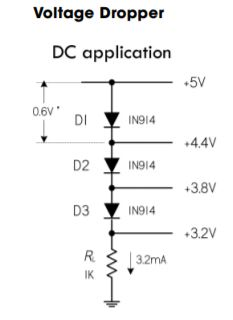 Voltage Dropper
DC application
+5V
0.6V*
D1
IN914
+4.4V
D2
IN914
+3.8V
D3
IN914
+3.2V
RL
1K
3.2mA